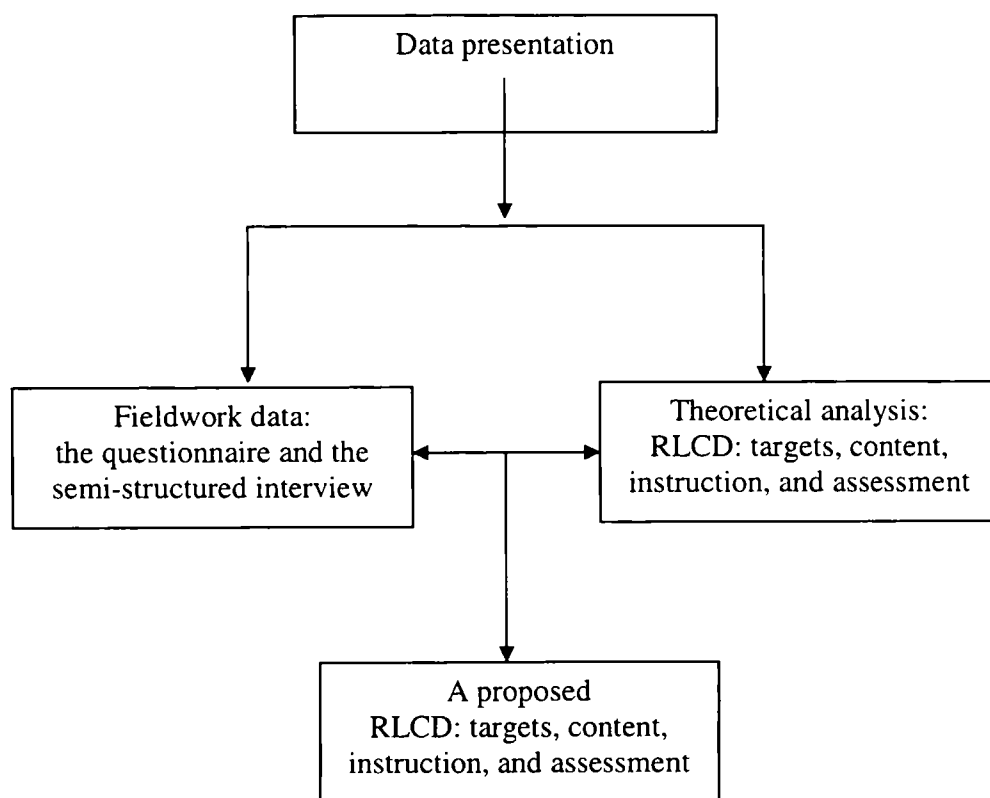 Data presentation
Fieldwork data:
the questionnaire and the
semi-structured interview
Theoretical analysis:
RLCD: targets, content,
instruction, and assessment
A proposed
RLCD: targets, content,
instruction, and assessment